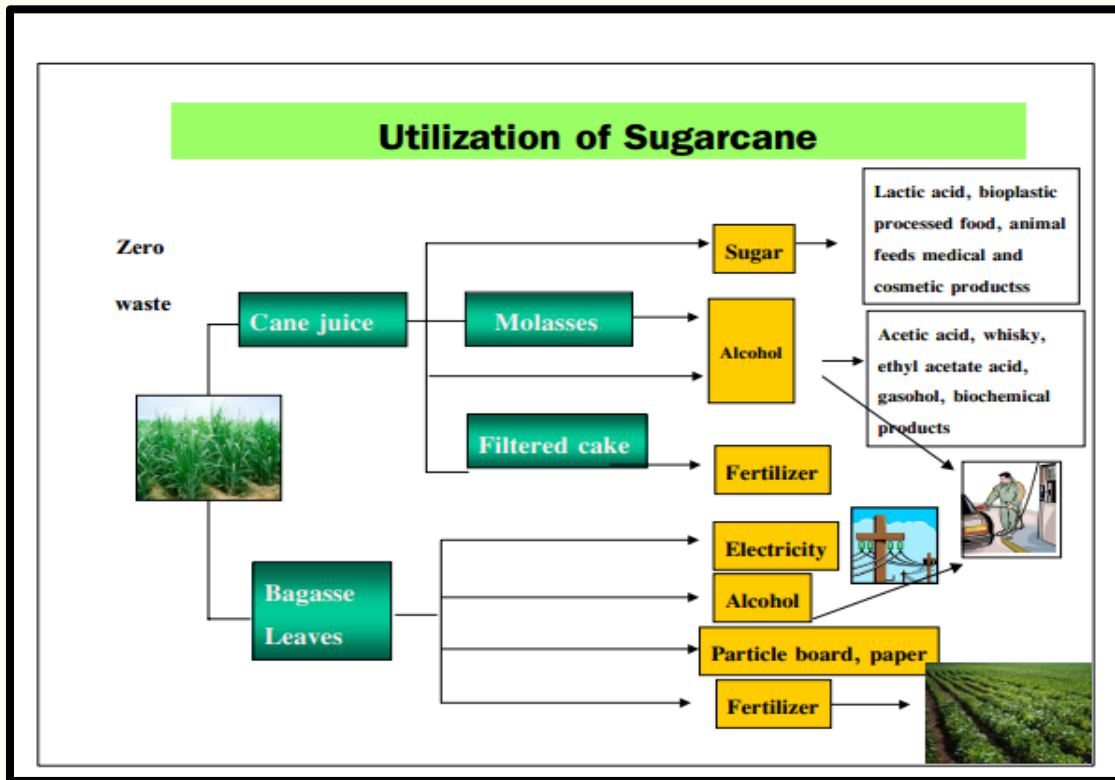 Utilization of Sugarcane
Zero
waste
Cane juice
Molasses
Filtered cake
Bagasse
Leaves
Sugar
Alcohol
Fertilizer
Electricity
Alcohol
Particle board, paper
Fertilizer
Lactic acid, bioplastic
processed food, animal
feeds medical and
cosmetic productss
Acetic acid, whisky,
ethyl acetate acid,
gasohol, biochemical
products